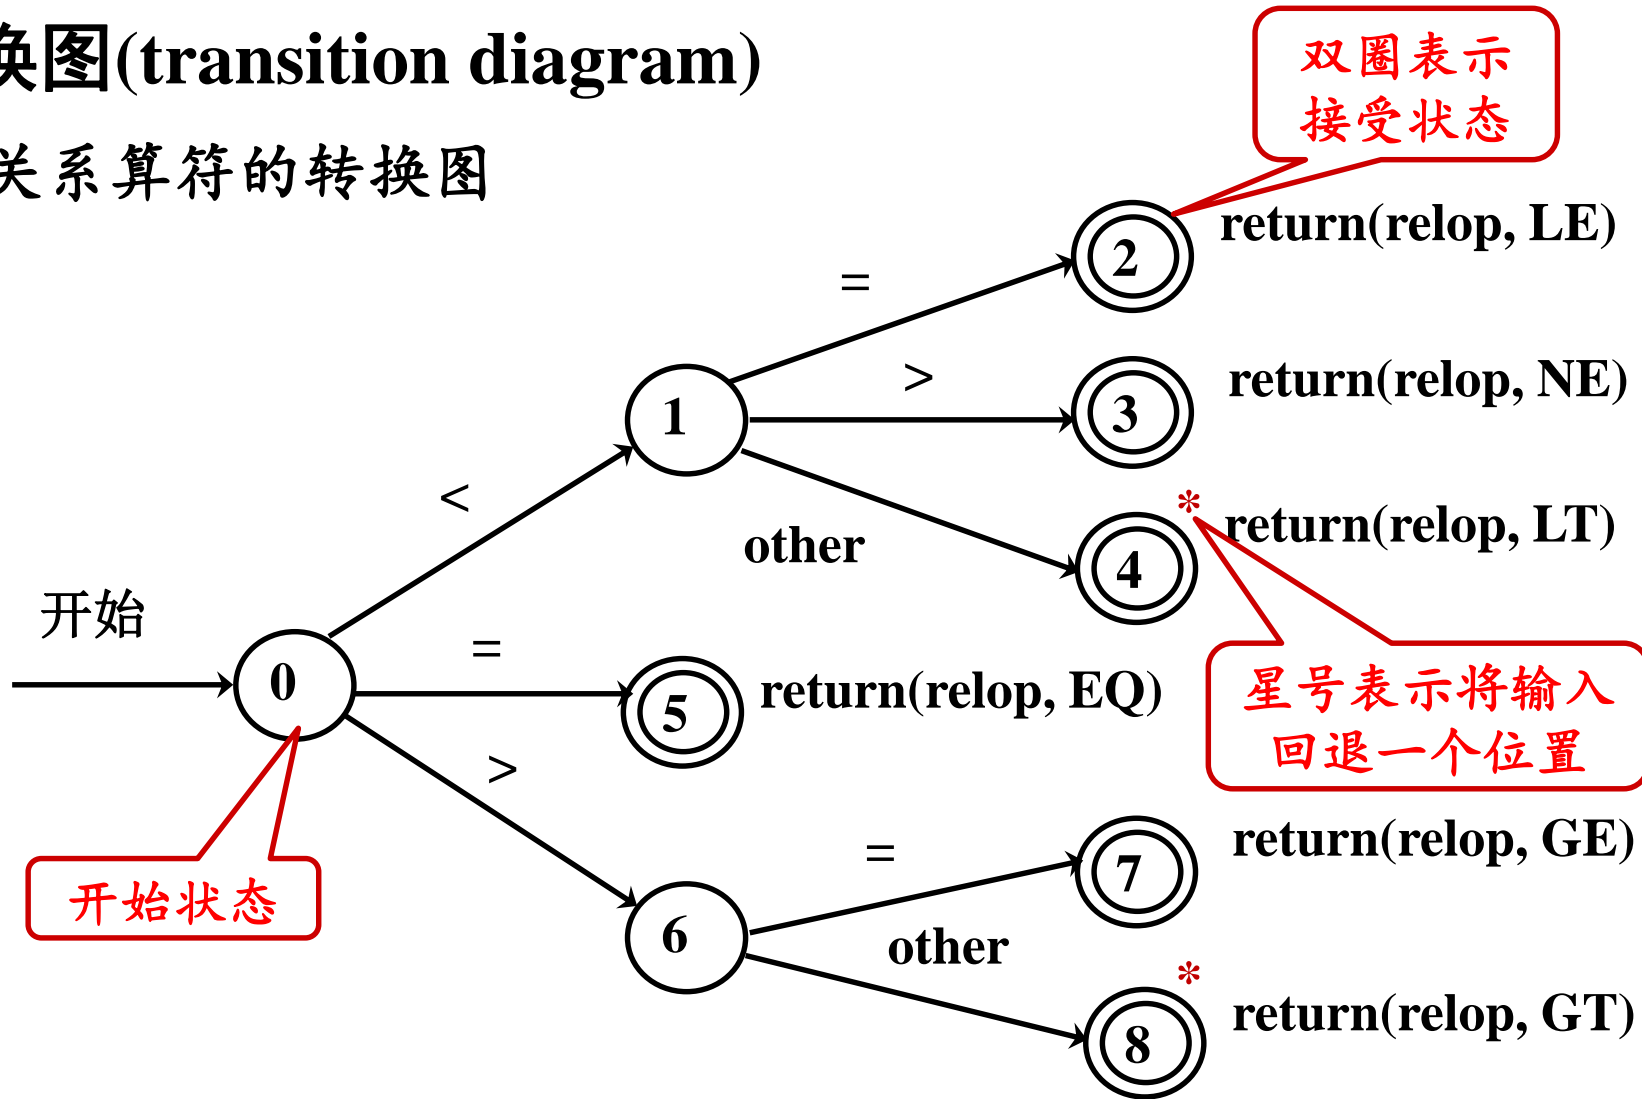 换图(transition diagram)
关系算符的转换图
双圈表示
接受状态
return(relop, LE)
=
2
>
return(relop, NE)
1
3
<
*
return(relop, LT)
other
4
开始
=
0
5
return(relop, EQ)
星号表示将输入
回退一个位置
>
return(relop, GE)
=
7
开始状态
6
other
*
return(relop, GT)
8